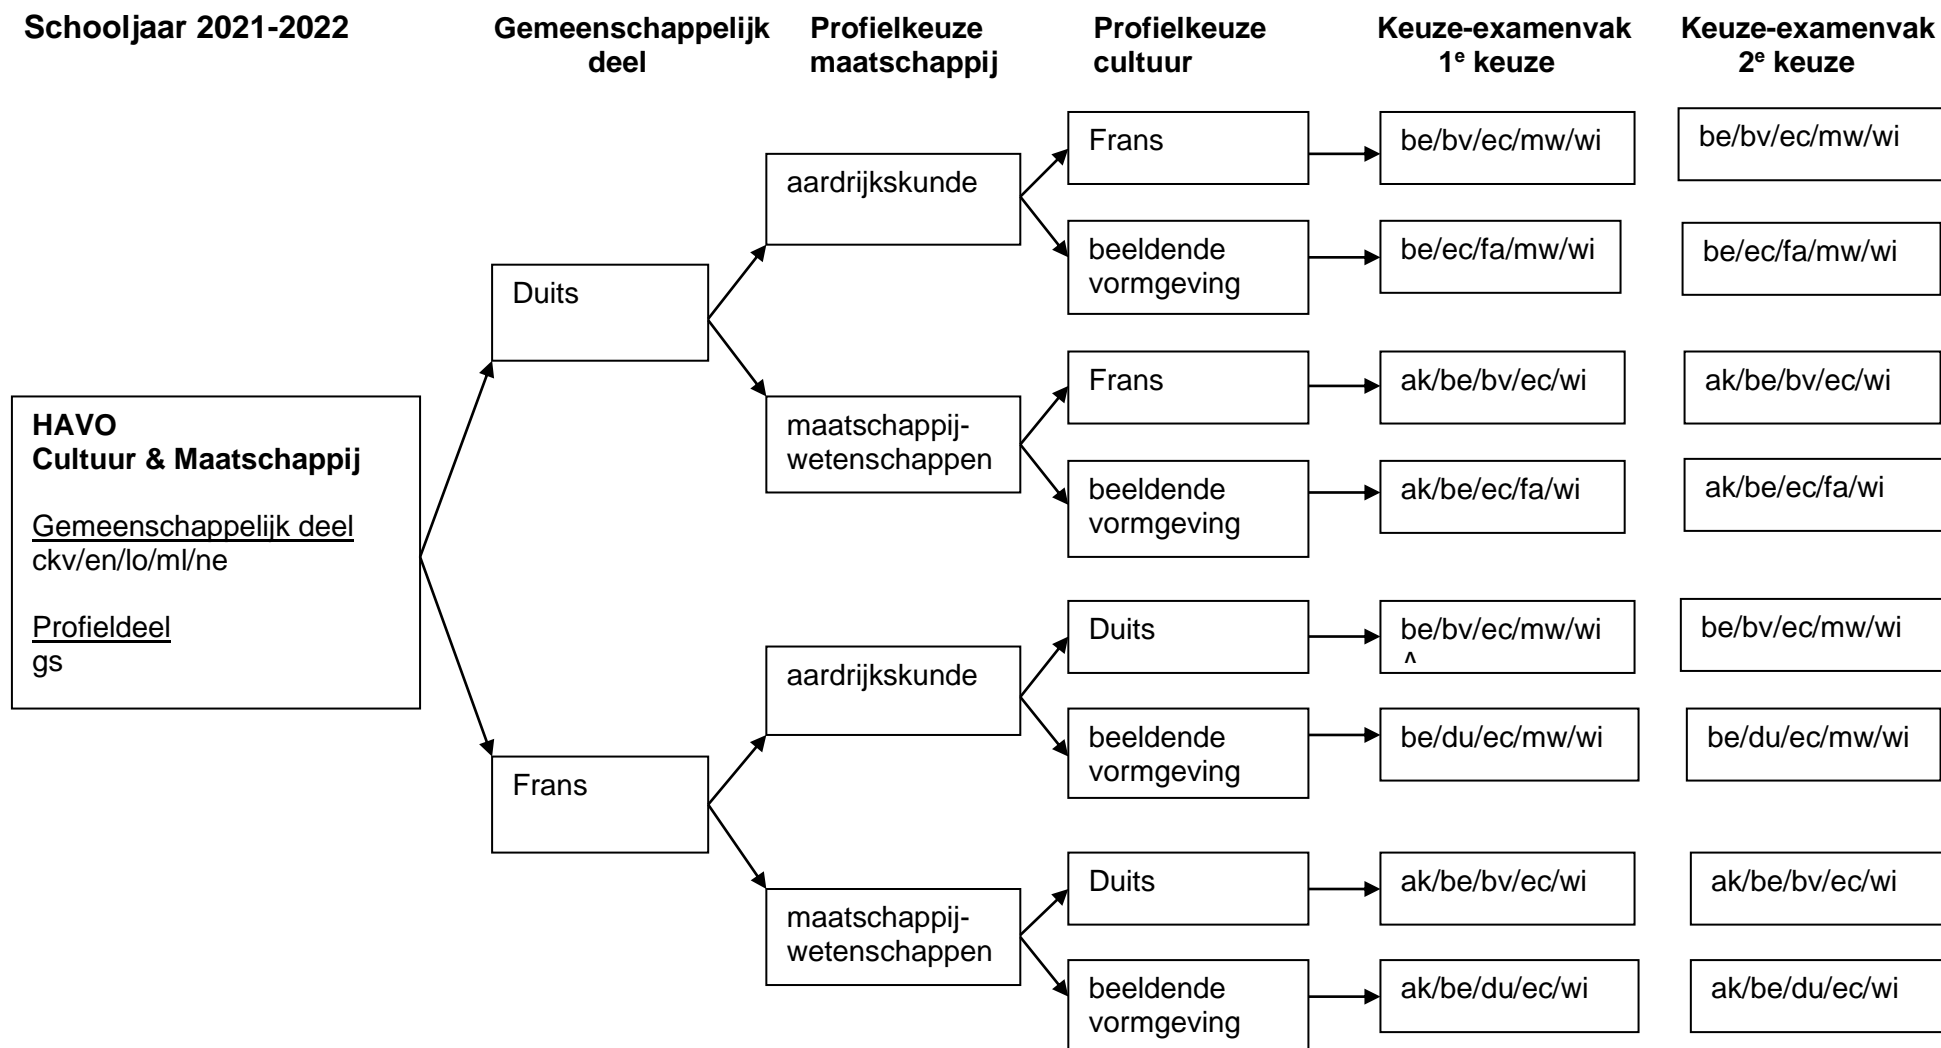 Schooljaar 2021-2022
Gemeenschappelijk
deel
Profielkeuze
maatschappij
Profielkeuze
cultuur
Keuze-examenvak
1e keuze
Keuze-examenvak
2e keuze
HAVO
Cultuur & Maatschappij
Gemeenschappelijk deel
ckv/en/lo/ml/ne
Profieldeel
gs
Duits
aardrijkskunde
Frans
be/bv/ec/mw/wi
be/bv/ec/mw/wi
beeldende
vormgeving
be/ec/fa/mw/wi
be/ec/fa/mw/wi
maatschappij-
wetenschappen
Frans
ak/be/bv/ec/wi
ak/be/bv/ec/wi
beeldende
vormgeving
ak/be/ec/fa/wi
ak/be/ec/fa/wi
Frans
aardrijkskunde
Duits
be/bv/ec/mw/wi
^
be/bv/ec/mw/wi
beeldende
vormgeving
be/du/ec/mw/wi
be/du/ec/mw/wi
maatschappij-
wetenschappen
Duits
ak/be/bv/ec/wi
ak/be/bv/ec/wi
beeldende
vormgeving
ak/be/du/ec/wi
ak/be/du/ec/wi